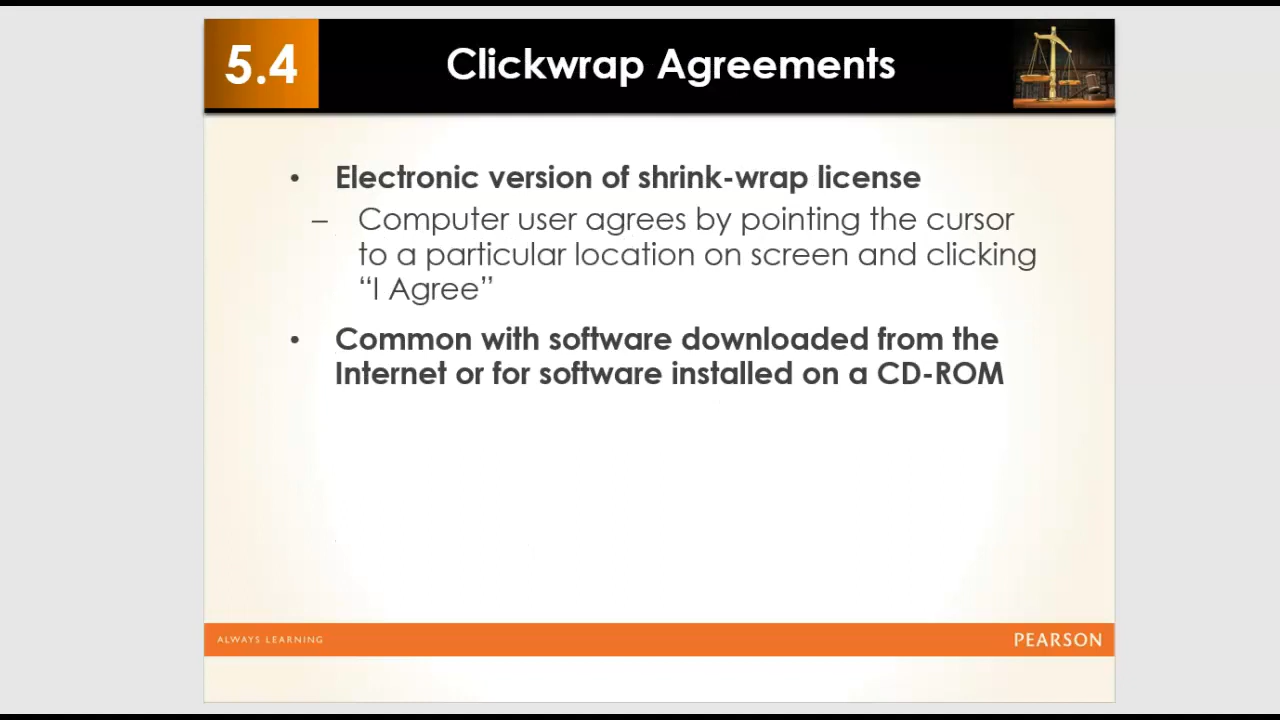 5.4
Clickwrap Agreements
• Electronic version of shrink-wrap license
– Computer user agrees by pointing the cursor
to a particular location on screen and clicking
“I Agree”
• Common with software downloaded from the
Internet or for software installed on a CD-ROM
ALWAYS LEARNING
PEARSON